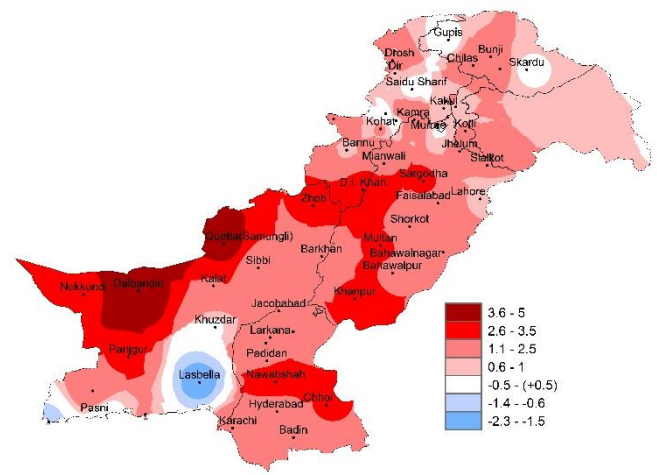 Gupis
Drosh
Bunji
Dir
Chilas
Skardu
Saidu Sharif
Kakul
Kamra
Kohat
Murree
Kotli
Bannu
Jhelum
Mianwali
Sialkot
Sargodha
D.I. Khan
Zhob
Faisalabad
Lahore
Shorkot
Quetta(Samungli)
Multan
Barkhan
Bahawalnagar
Sibbi
Bahawalpur
Kalat
Nokkundi
Dalbandin
Khanpur
Jacobabad
Khuzdar
Larkana
Panjgur
Padidan
Lasbella
Nawabshah
Pasni
Hyderabad
Chhor
Karachi
Badin
3.6 - 5
2.6 - 3.5
1.1 - 2.5
0.6 - 1
-0.5 - (+0.5)
-1.4 - -0.6
-2.3 - -1.5